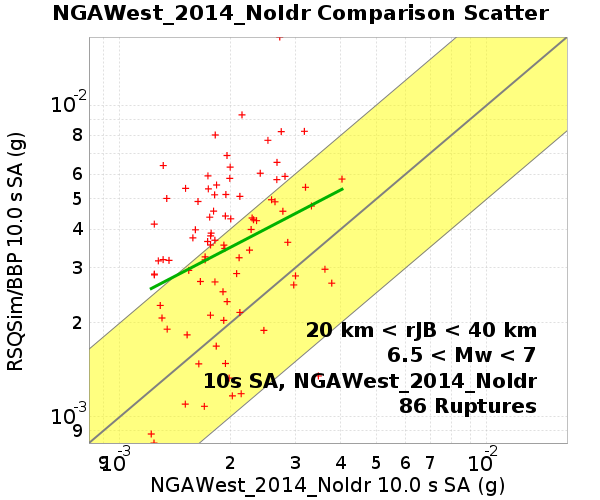 NGAWest_2014_NoIdr Comparison Scatter
RSQSim/BBP 10.0 s SA (g)
10-2
8
6
5
4
3
2
10-3
9
20 km < rJB < 40 km
6.5 < Mw < 7
10s SA, NGAWest_2014_NoIdr
86 Ruptures
9 10-3 2 3 4 5 6 7 10-2
NGAWest_2014_NoIdr 10.0 s SA (g)